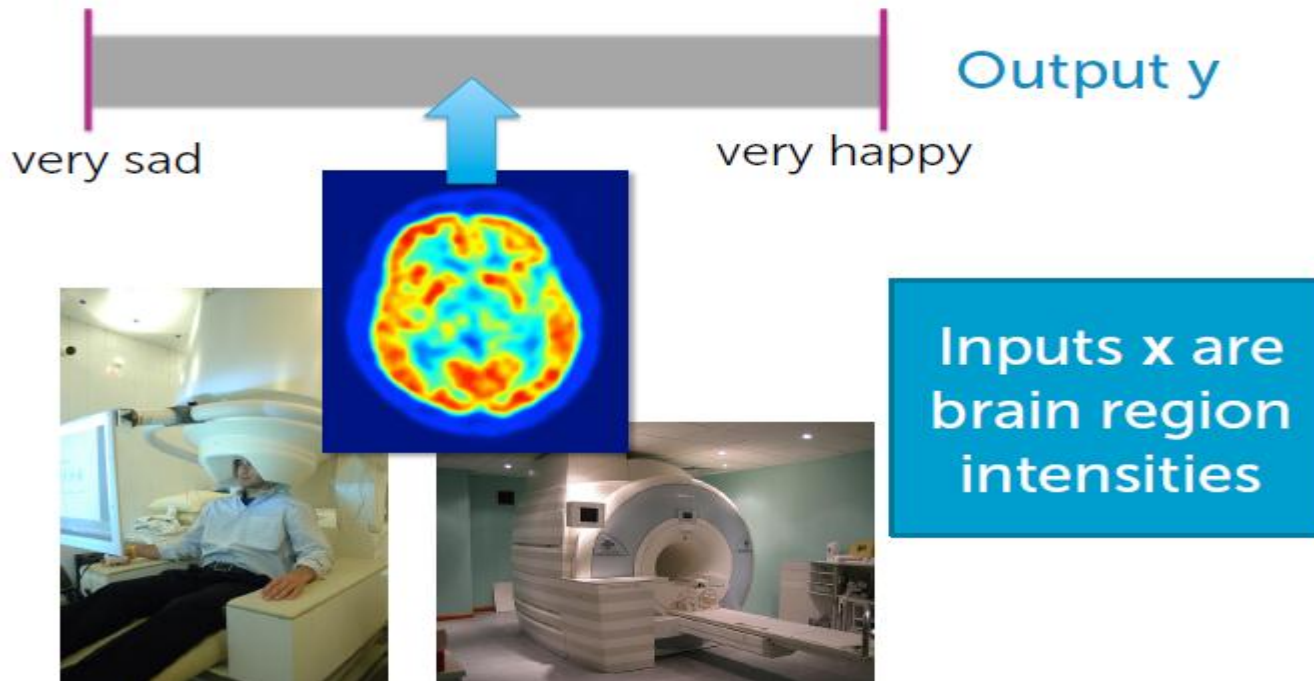 Output y
very sad
very happy
Inputs x are
brain region
intensities